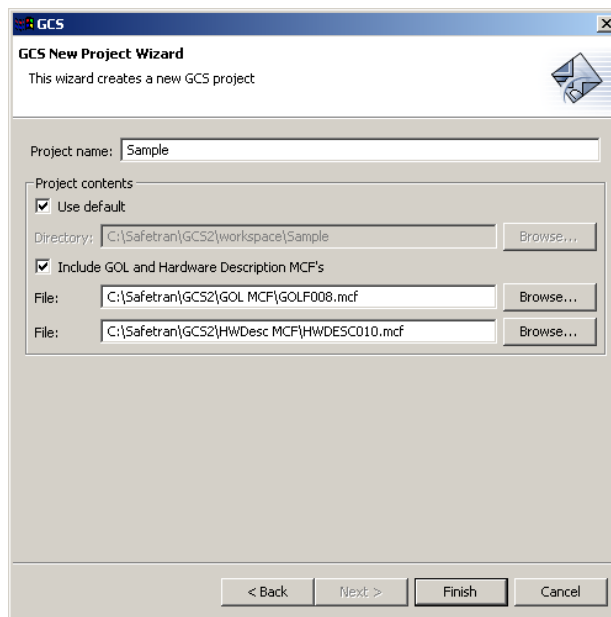 GCS
GCS New Project Wizard
This wizard creates a new GCS project
Project name: Sample
Project contents
Use default
Directory: C:\Safetran\GCS2\workspace\Sample Browse...
Include GOL and Hardware Description MCF's
File: C:\Safetran\GCS2\GOL MCF\GOLF008.mcf Browse...
File: C:\Safetran\GCS2\HWDesc MCF\HWDESC010.mcf Browse...
< Back Next > Finish Cancel